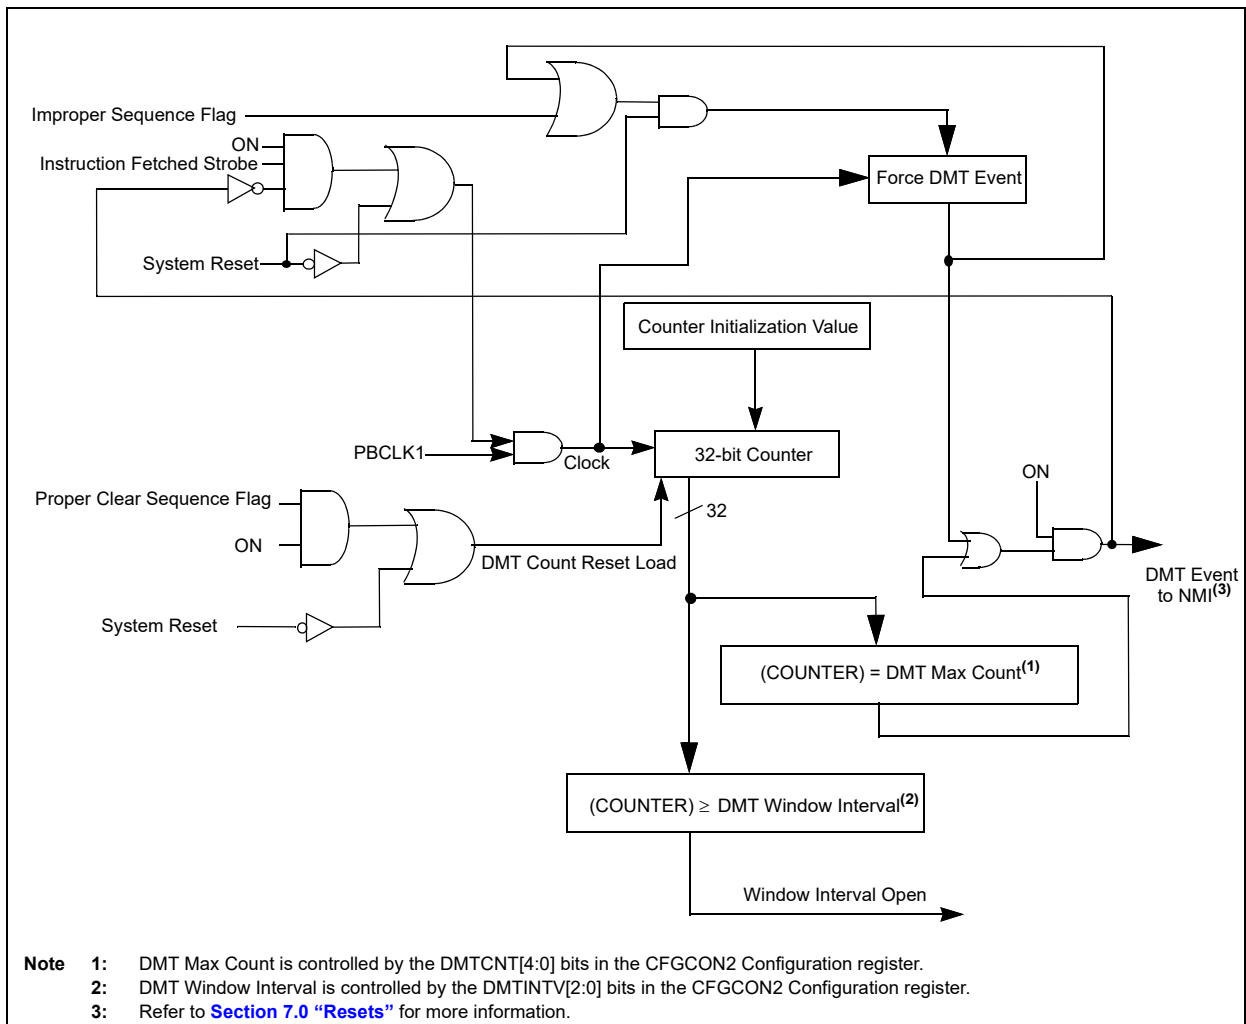 Improper Sequence Flag
ON
Instruction Fetched Strobe
Force DMT Event
System Reset
Counter Initialization Value
PBCLK1
Clock
32-bit Counter
ON
Proper Clear Sequence Flag
32
ON
DMT Count Reset Load
DMT Event
to NMI(3)
System Reset
(COUNTER) = DMT Max Count(1)
(COUNTER) ≥ DMT Window Interval(2)
Window Interval Open
Note 1: DMT Max Count is controlled by the DMTCNT[4:0] bits in the CFGCON2 Configuration register.
2: DMT Window Interval is controlled by the DMTINTV[2:0] bits in the CFGCON2 Configuration register.
3: Refer to Section 7.0 “Resets” for more information.